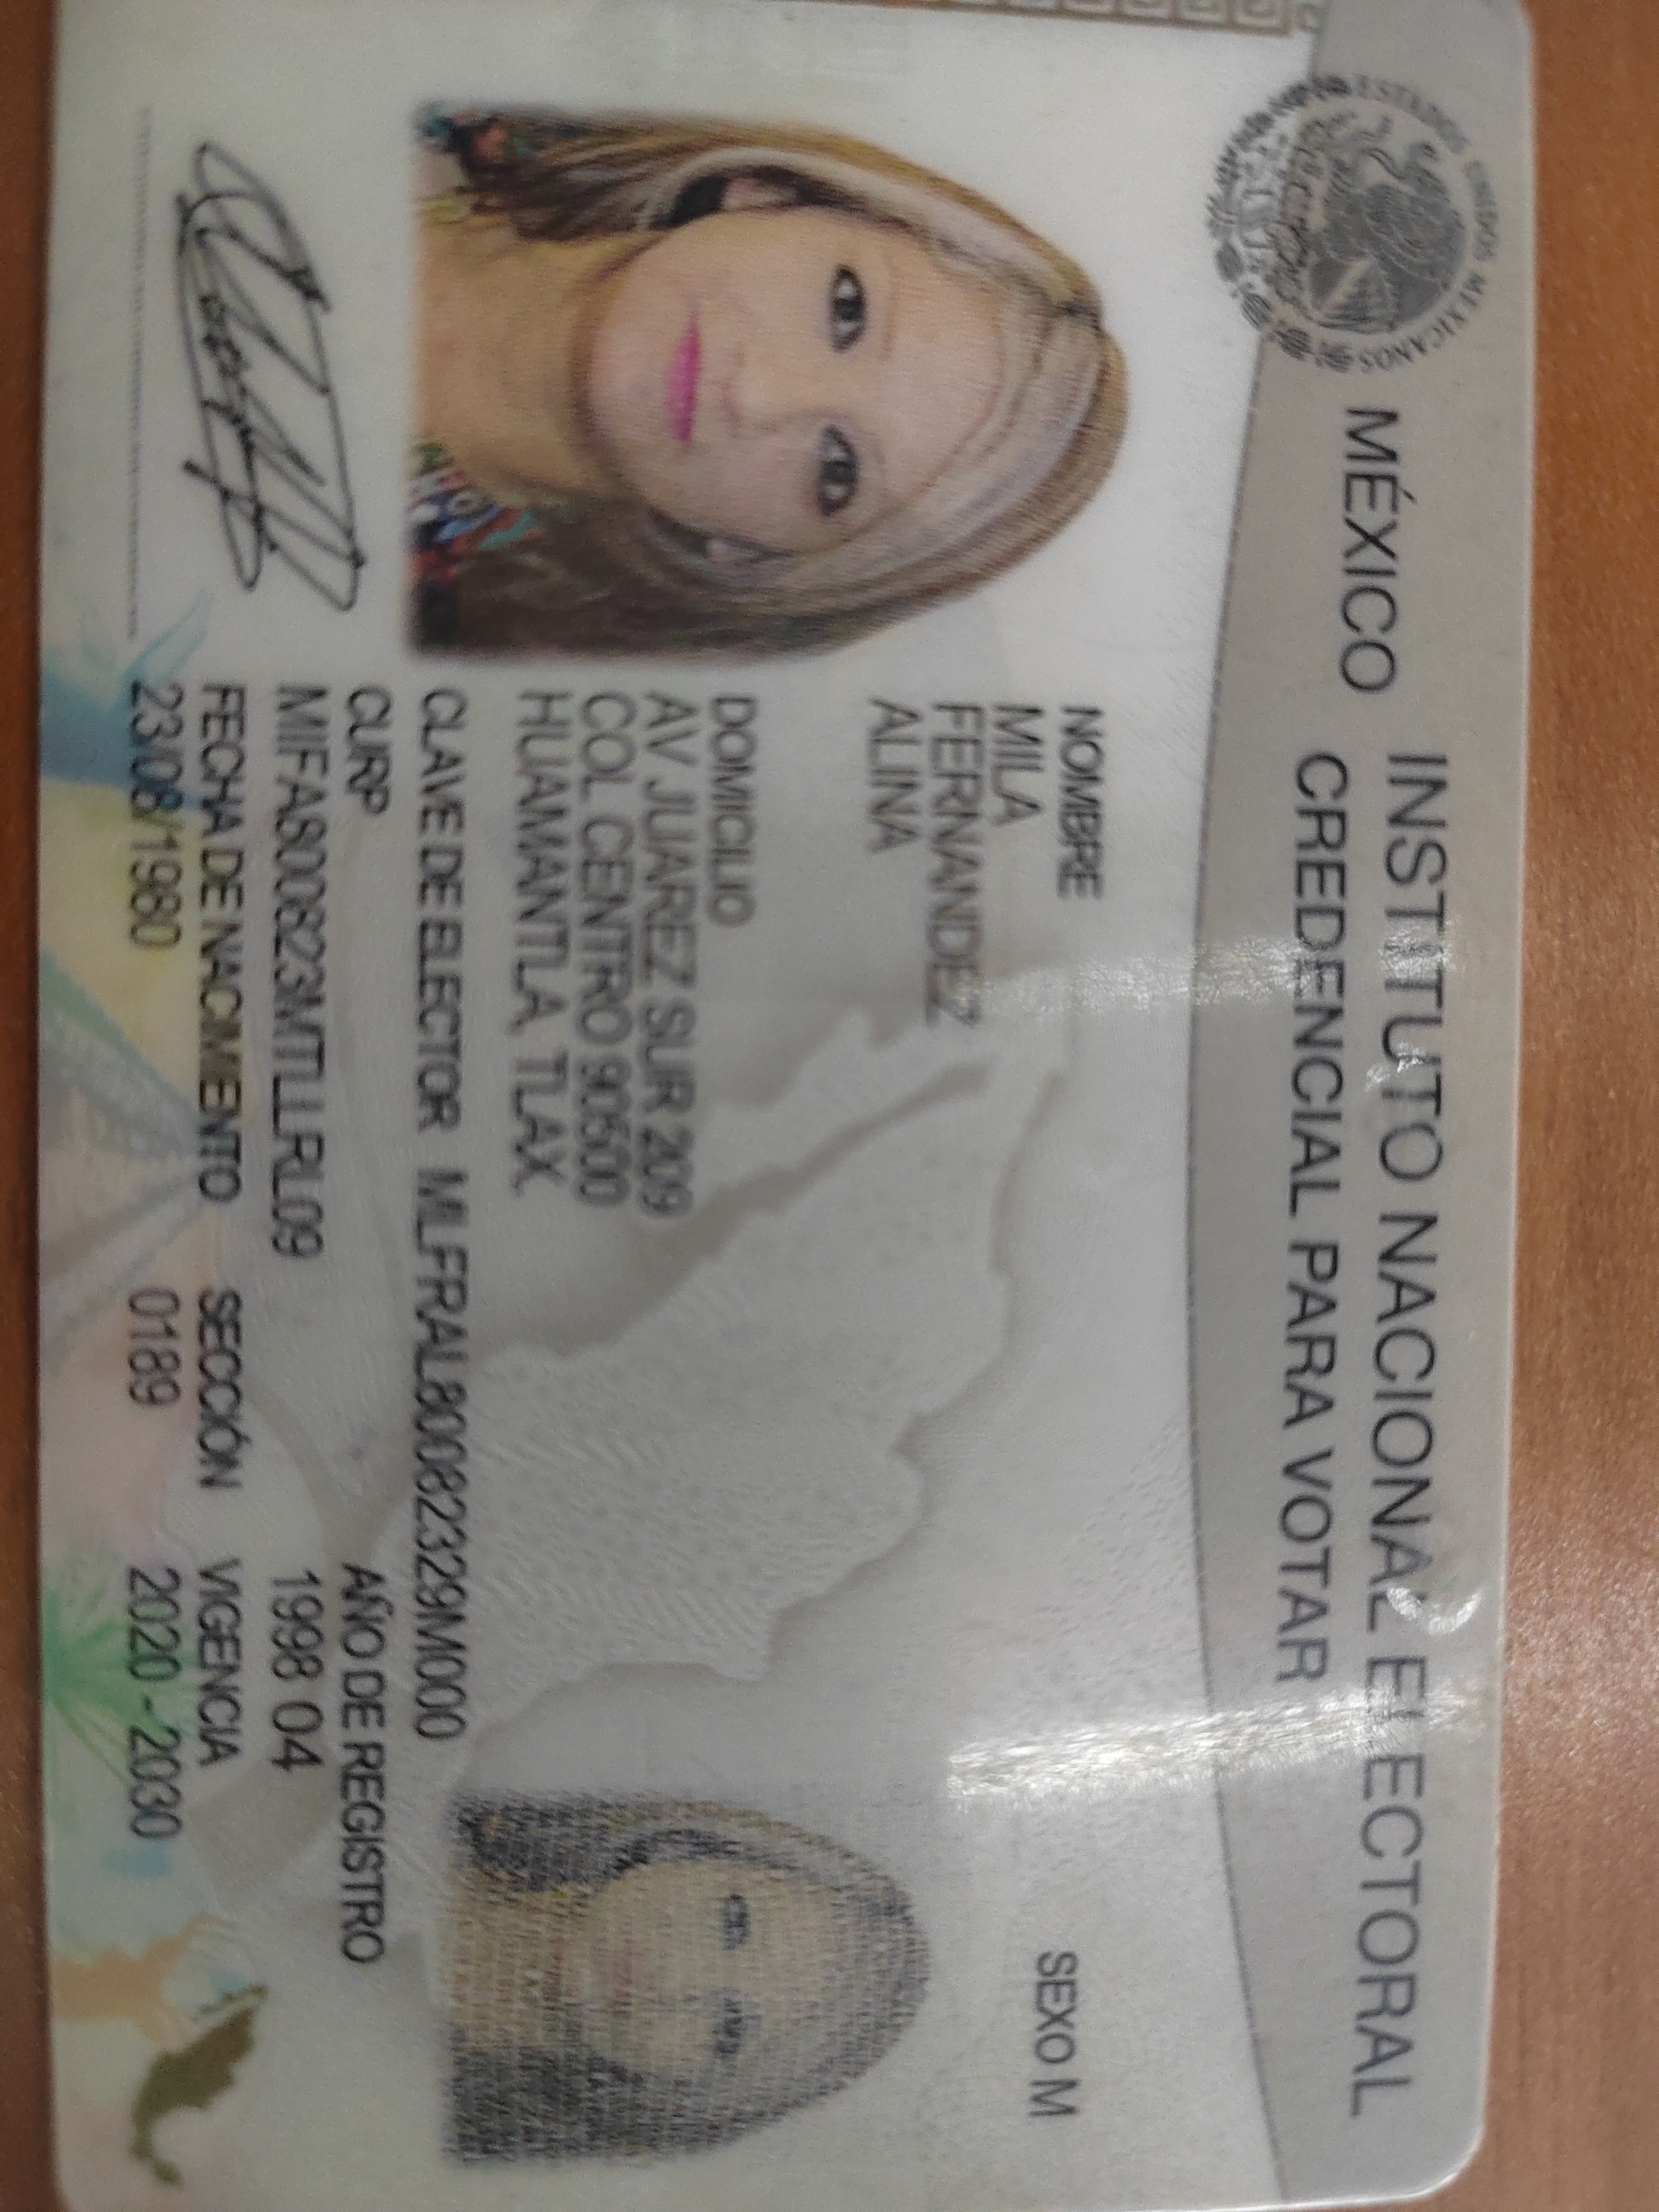 ESTADOS UNIDOS MEXICANOS
MÉXICO
INSTITUTO NACIONAL ELECTORAL
CREDENCIAL PARA VOTAR
NOMBRE
MILA
FERNANDEZ
ALINA
SEXO M
DOMICILIO
AV JUAREZ SUR 209
COL CENTRO 90500
HUAMANTLA, TLAX.
CLAVE DE ELECTOR MLFRAL80082329M000
CURP
MIFA800823MTLLRL09
AÑO DE REGISTRO
1998 04
FECHA DE NACIMIENTO
23/08/1980
SECCIÓN
0189
VIGENCIA
2020 - 2030